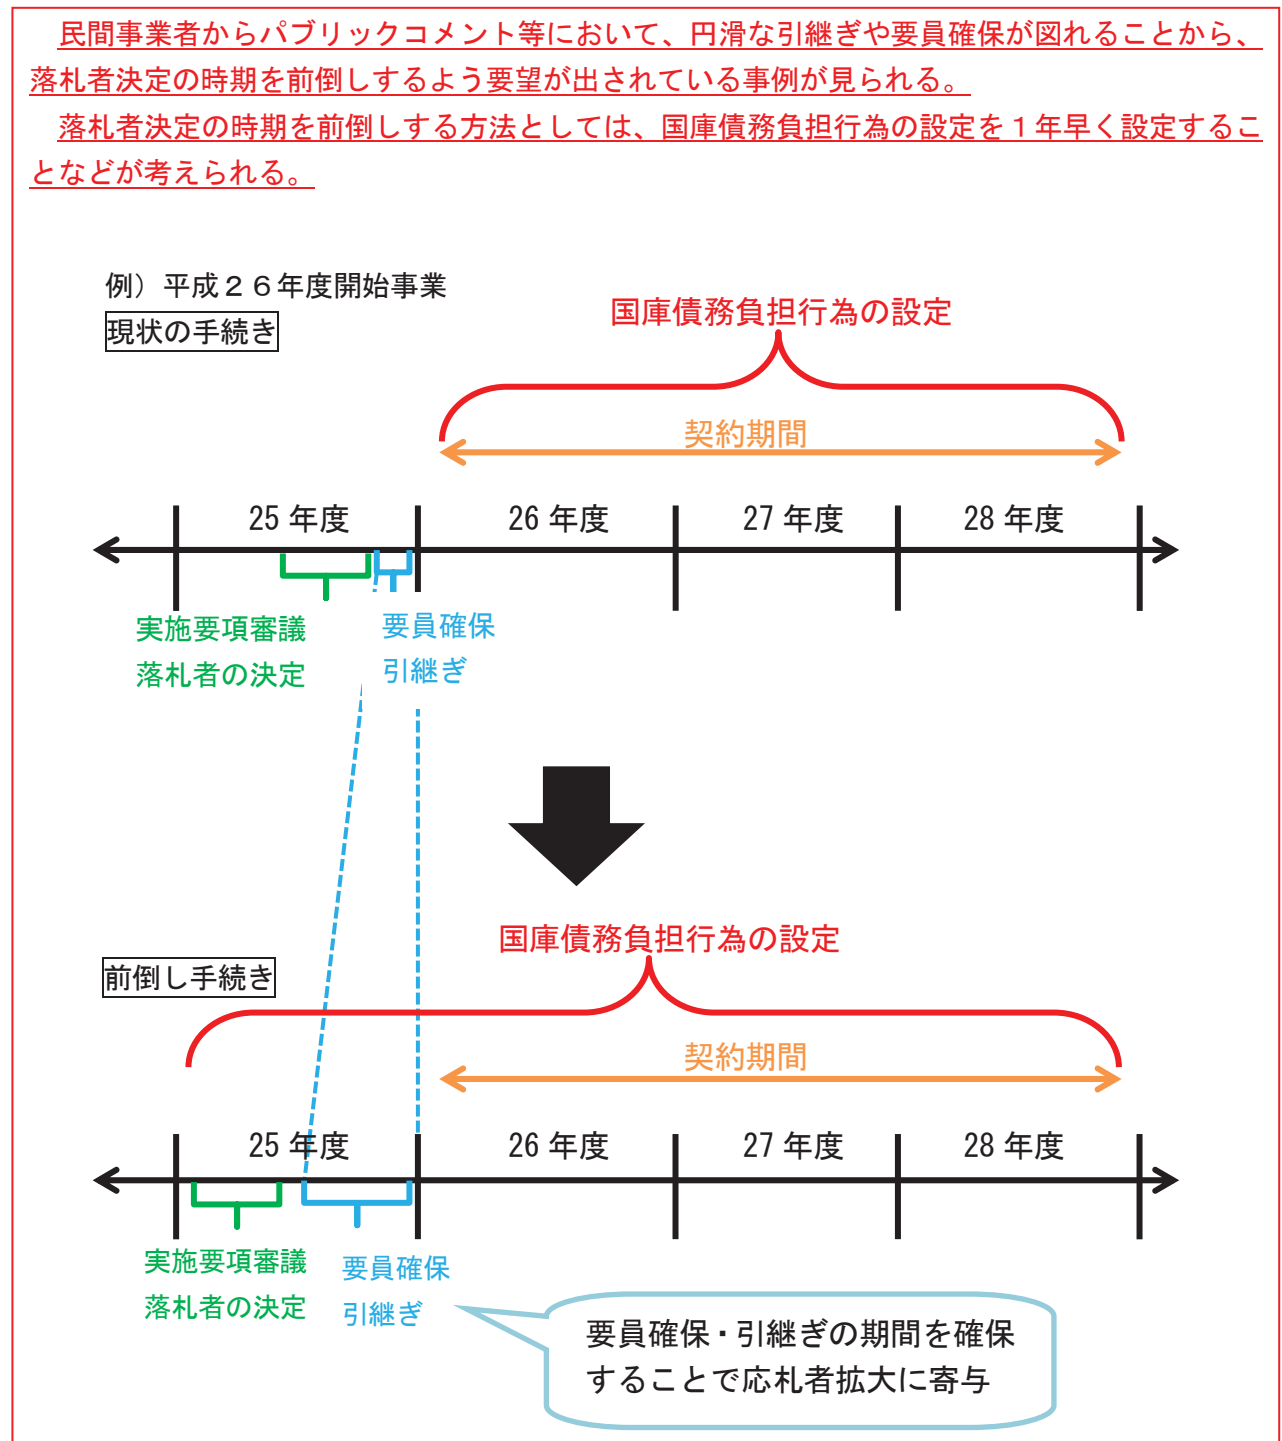 民間事業者からパブリックコメント等において、円滑な引継ぎや要員確保が図れることから、
落札者決定の時期を前倒しするよう要望が出されている事例が見られる。
落札者決定の時期を前倒しする方法としては、国庫債務負担行為の設定を１年早く設定するこ
となどが考えられる。
例）平成２６年度開始事業
現状の手続き
国庫債務負担行為の設定
契約期間
25 年度
26 年度
27 年度
28 年度
実施要項審議
落札者の決定
要員確保
引継ぎ
国庫債務負担行為の設定
前倒し手続き
契約期間
25 年度
26 年度
27 年度
28 年度
実施要項審議
落札者の決定
要員確保
引継ぎ
要員確保・引継ぎの期間を確保
することで応札者拡大に寄与